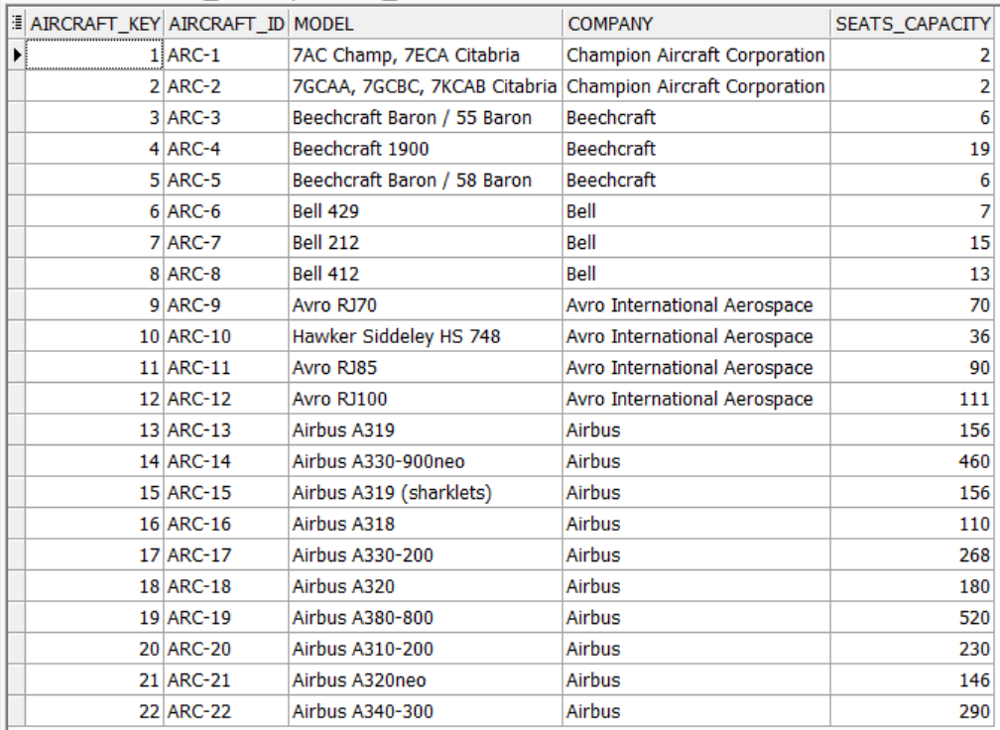 AIRCRAFT_KEY AIRCRAFT_ID MODEL COMPANY SEATS_CAPACITY
1 ARC-1 7AC Champ, 7ECA Citabria Champion Aircraft Corporation 2
2 ARC-2 7GCAA, 7GCBC, 7KCAB Citabria Champion Aircraft Corporation 2
3 ARC-3 Beechcraft Baron / 55 Baron Beechcraft 6
4 ARC-4 Beechcraft 1900 Beechcraft 19
5 ARC-5 Beechcraft Baron / 58 Baron Beechcraft 6
6 ARC-6 Bell 429 Bell 7
7 ARC-7 Bell 212 Bell 15
8 ARC-8 Bell 412 Bell 13
9 ARC-9 Avro RJ70 Avro International Aerospace 70
10 ARC-10 Hawker Siddeley HS 748 Avro International Aerospace 36
11 ARC-11 Avro RJ85 Avro International Aerospace 90
12 ARC-12 Avro RJ100 Avro International Aerospace 111
13 ARC-13 Airbus A319 Airbus 156
14 ARC-14 Airbus A330-900neo Airbus 460
15 ARC-15 Airbus A319 (sharklets) Airbus 156
16 ARC-16 Airbus A318 Airbus 110
17 ARC-17 Airbus A330-200 Airbus 268
18 ARC-18 Airbus A320 Airbus 180
19 ARC-19 Airbus A380-800 Airbus 520
20 ARC-20 Airbus A310-200 Airbus 230
21 ARC-21 Airbus A320neo Airbus 146
22 ARC-22 Airbus A340-300 Airbus 290